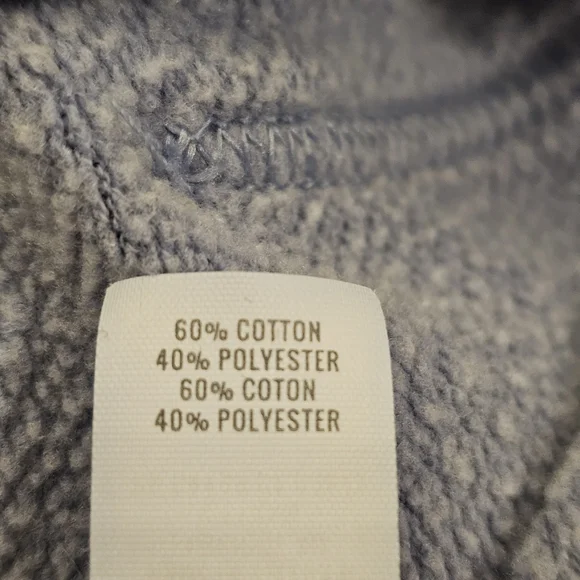 60% COTTON
40% POLYESTER
60% COTON
40% POLYESTER